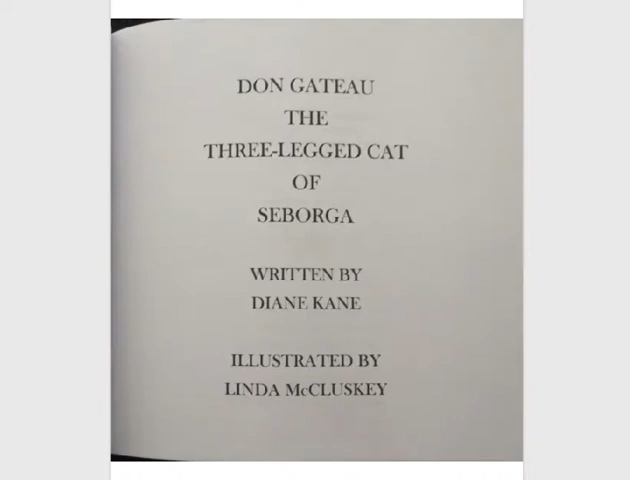 DON GATEAU
THE
THREE-LEGGED CAT
OF
SEBORGA
WRITTEN BY
DIANE KANE
ILLUSTRATED BY
LINDA McCLUSKEY